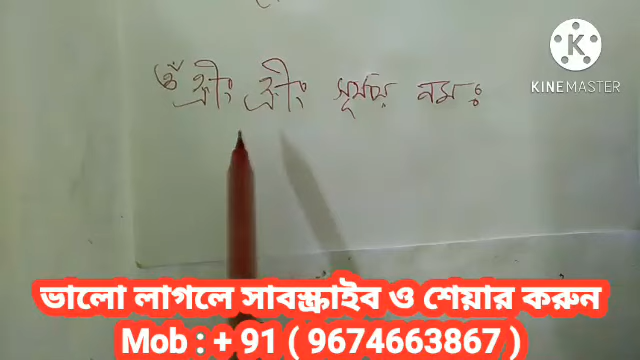 KINEMASTER
ওঁ হ্রীং হ্রীং সূর্যায় নমঃ
ভালো লাগলে সাবস্ক্রাইব ও শেয়ার করুন
Mob : + 91 ( 9674663867 )